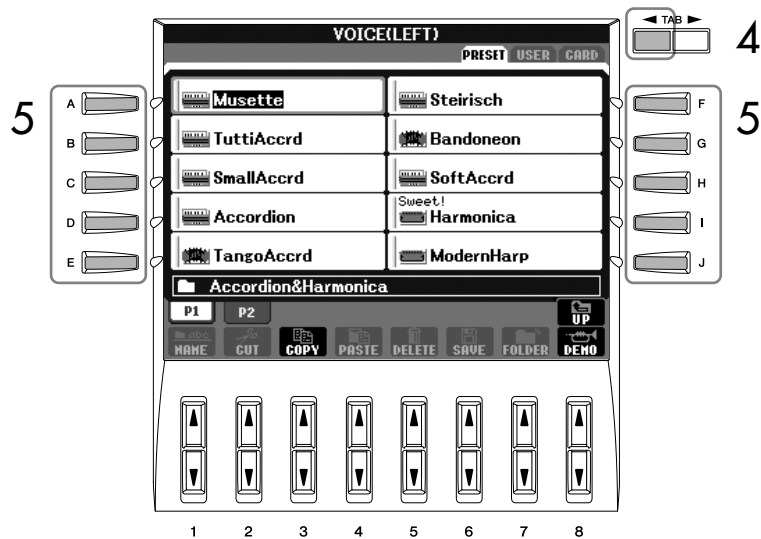 VOICE(LEFT)
PRESET USER CARD
◄ TAB ►
4
5
5
A
B
C
D
E
F
G
H
I
J
Musette
Steirisch
TuttiAccrd
Bandoneon
SmallAccrd
SoftAccrd
Accordion
Sweet!
Harmonica
TangoAccrd
ModernHarp
Accordion&Harmonica
P1 P2
UP
abc
NAME CUT COPY PASTE DELETE SAVE FOLDER DEMO
1 2 3 4 5 6 7 8